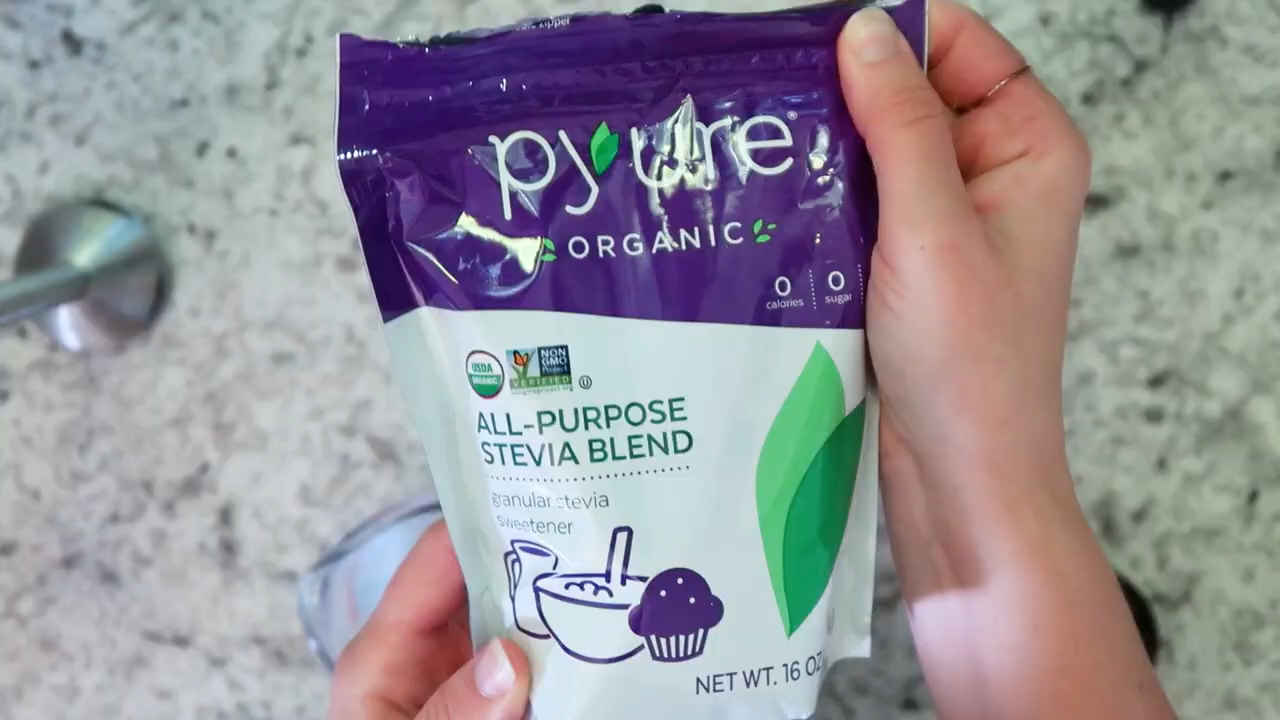 zipper
pyure®
ORGANIC
0 calories
0 sugar
USDA
ORGANIC
NON
GMO
Project
VERIFIED
ALL-PURPOSE
STEVIA BLEND
granular stevia
sweetener
NET WT. 16 OZ